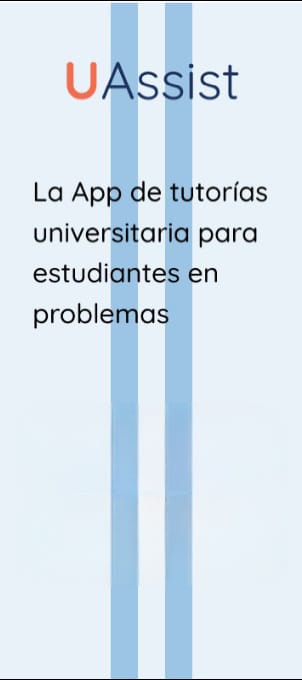 UAssist
La App de tutorías
universitaria para
estudiantes en
problemas